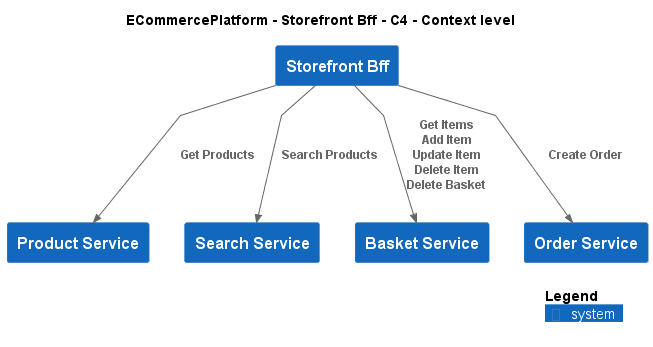 ECommercePlatform - Storefront Bff - C4 - Context level
Storefront Bff
Get Products
Search Products
Get Items
Add Item
Update Item
Delete Item
Delete Basket
Create Order
Product Service
Search Service
Basket Service
Order Service
Legend
system